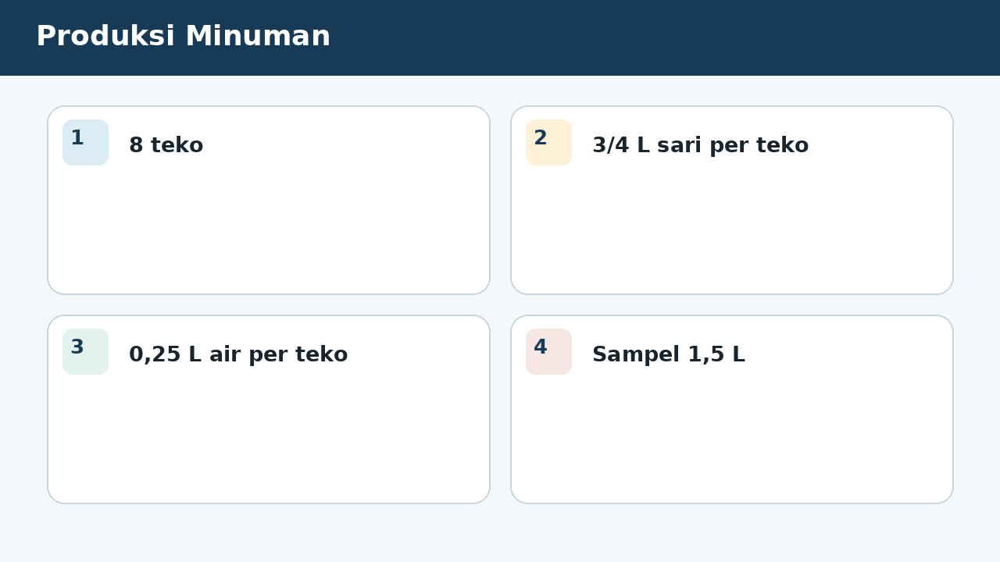 Produksi Minuman
1
8 teko
2
3/4 L sari per teko
3
0,25 L air per teko
4
Sampel 1,5 L